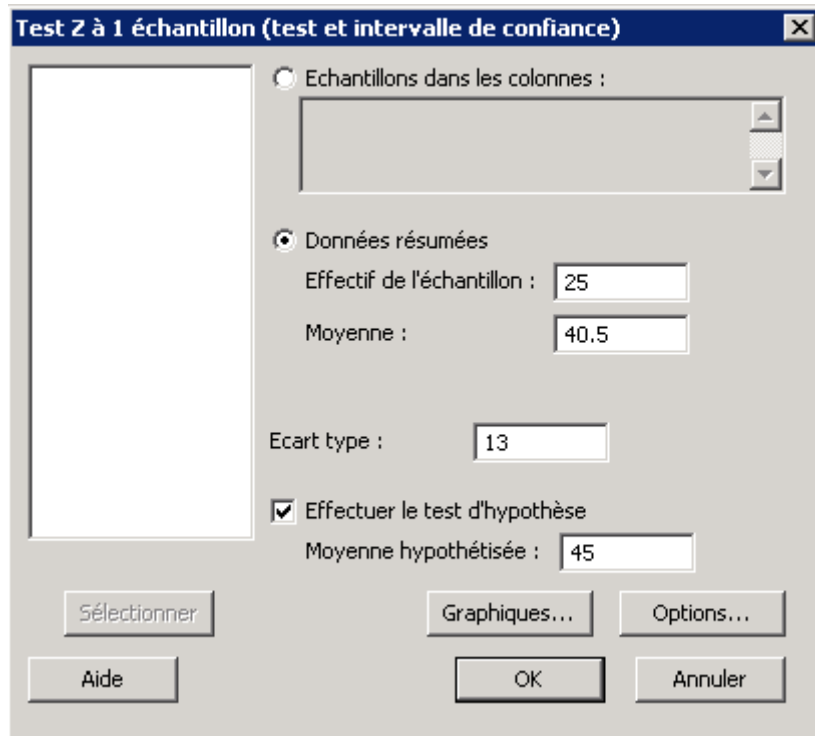 Test Z à 1 échantillon (test et intervalle de confiance)
Echantillons dans les colonnes :
Données résumées
Effectif de l'échantillon : 25
Moyenne : 40.5
Ecart type : 13
Effectuer le test d'hypothèse
Moyenne hypothétisée : 45
Sélectionner
Graphiques...
Options...
Aide
OK
Annuler